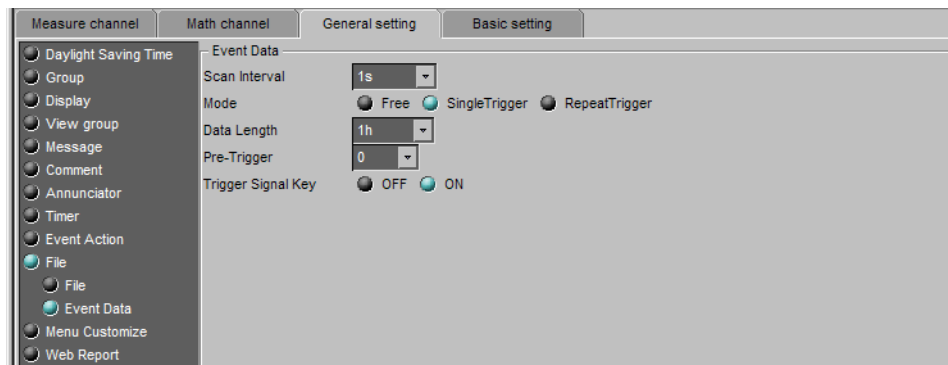 Measure channel Math channel General setting Basic setting
Daylight Saving Time
Group
Display
View group
Message
Comment
Annunciator
Timer
Event Action
File
File
Event Data
Menu Customize
Web Report
Event Data
Scan Interval 1s
Mode Free SingleTrigger RepeatTrigger
Data Length 1h
Pre-Trigger 0
Trigger Signal Key OFF ON